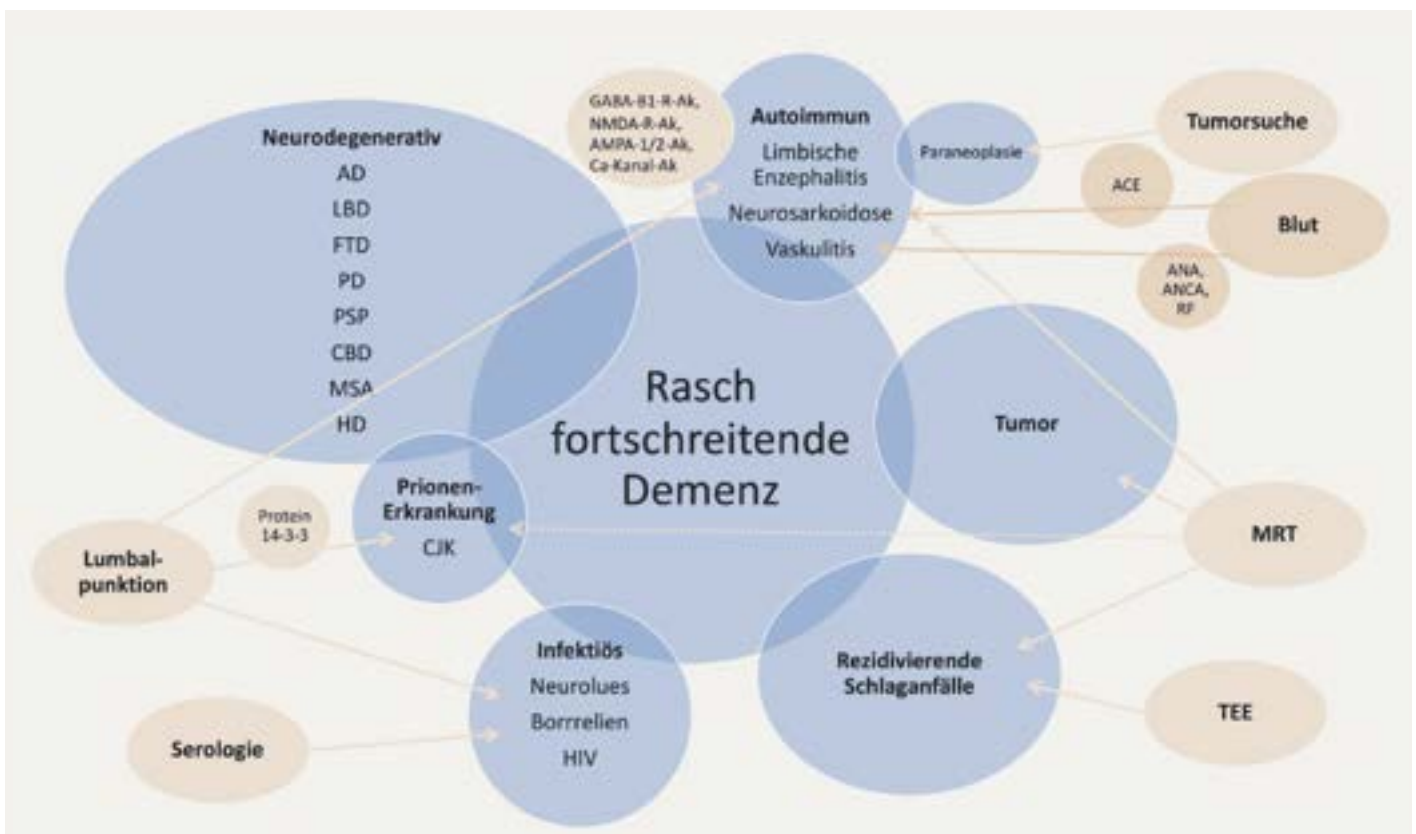 Neurodegenerativ
AD
LBD
FTD
PD
PSP
CBD
MSA
HD
GABA-B1-R-Ak,
NMDA-R-Ak,
AMPA-1/2-Ak,
Ca-Kanal-Ak
Autoimmun
Limbische
Enzephalitis
Neurosarkoidose
Vaskulitis
Paraneoplasie
Tumorsuche
ACE
Blut
ANA,
ANCA,
RF
Rasch
fortschreitende
Demenz
Tumor
Prionen-
Erkrankung
CJK
Protein
14-3-3
Lumbal-
punktion
MRT
Infektiös
Neurolues
Borrrelien
HIV
Rezidivierende
Schlaganfälle
TEE
Serologie